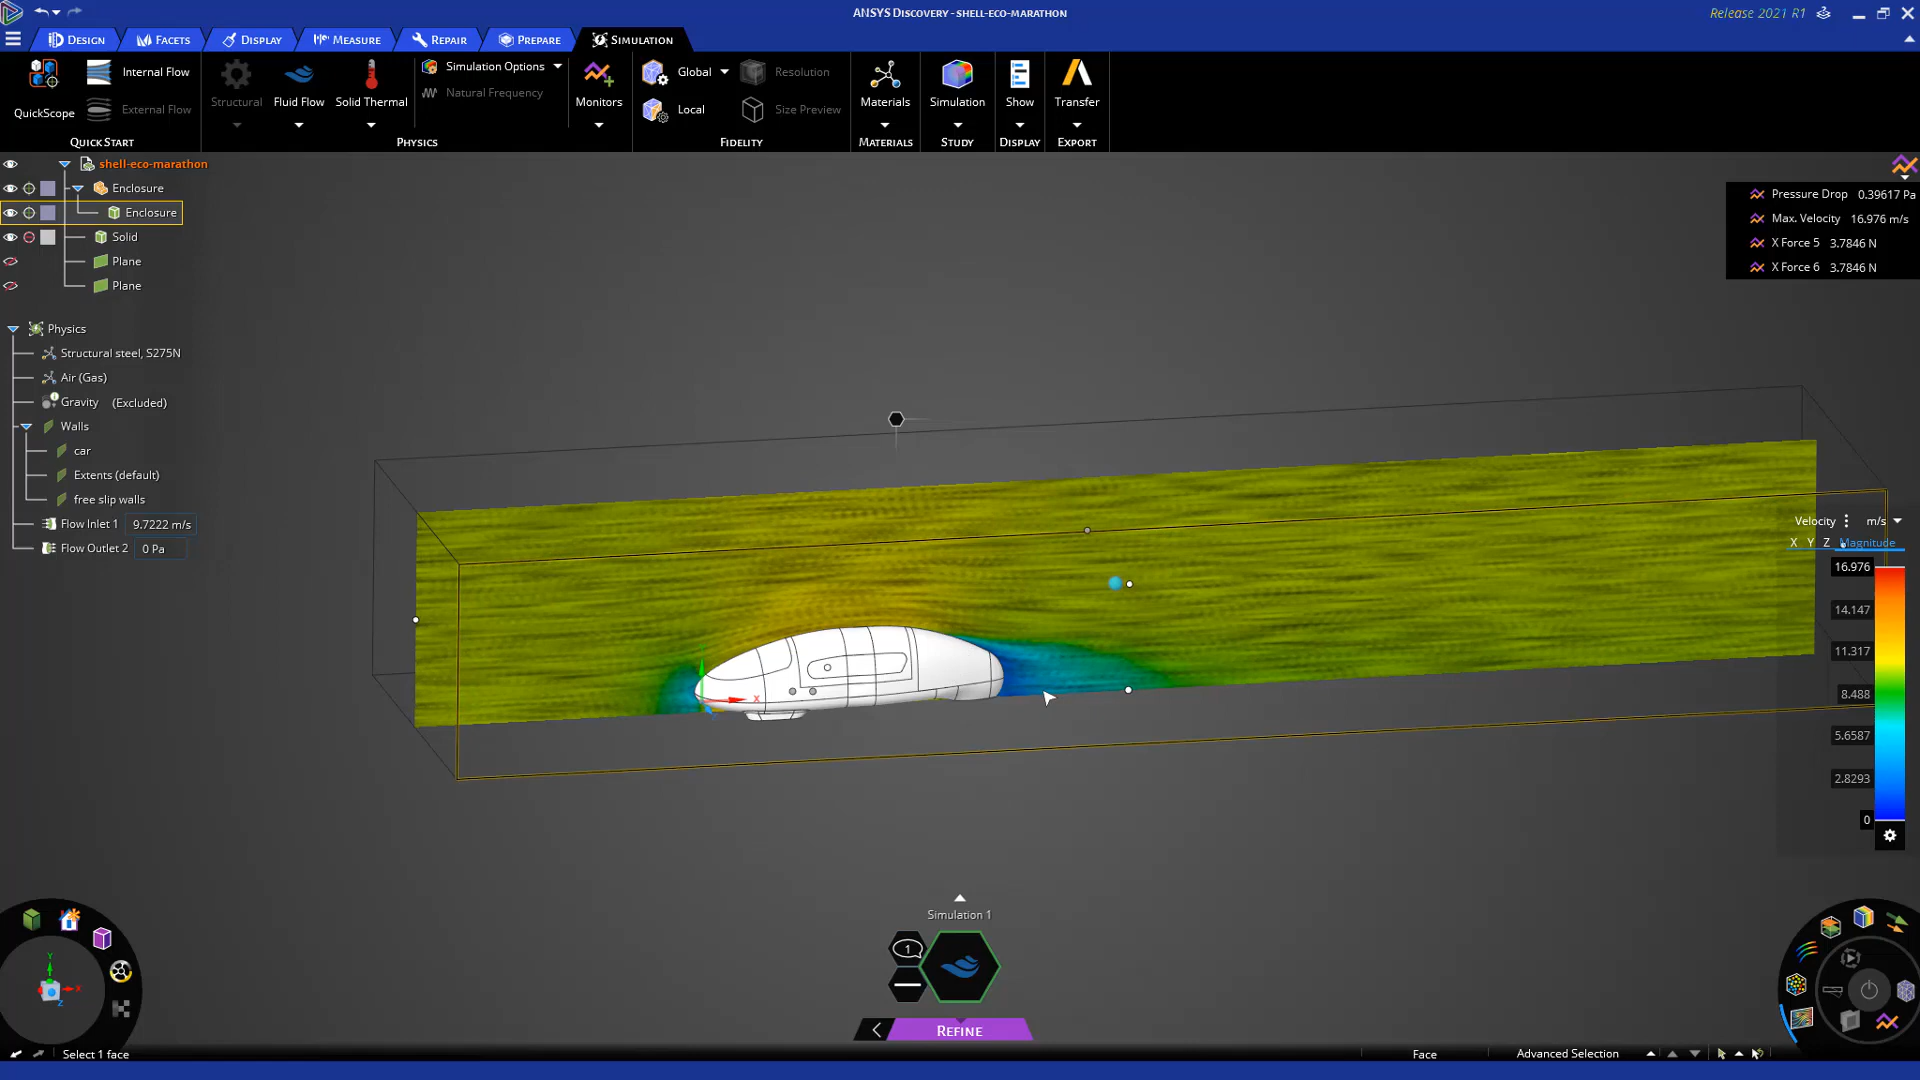 ANSYS DISCOVERY - SHELL-ECO-MARATHON
Release 2021 R1
DESIGN
FACETS
DISPLAY
MEASURE
REPAIR
PREPARE
SIMULATION
QuickScope
Internal Flow
External Flow
QUICK START
Structural
Fluid Flow
Solid Thermal
Simulation Options
Natural Frequency
PHYSICS
Monitors
Global
Local
Resolution
Size Preview
FIDELITY
Materials
MATERIALS
Simulation
STUDY
Show
DISPLAY
Transfer
EXPORT
shell-eco-marathon
Enclosure
Enclosure
Solid
Plane
Plane
Physics
Structural steel, S275N
Air (Gas)
Gravity (Excluded)
Walls
car
Extents (default)
free slip walls
Flow Inlet 1 9.7222 m/s
Flow Outlet 2 0 Pa
Pressure Drop 0.39617 Pa
Max. Velocity 16.976 m/s
X Force 5 3.7846 N
X Force 6 3.7846 N
X
Velocity m/s
X Y Z Magnitude
16.976
14.147
11.317
8.488
5.6587
2.8293
0
Simulation 1
1
REFINE
Y
X
Z
Select 1 face
Face
Advanced Selection